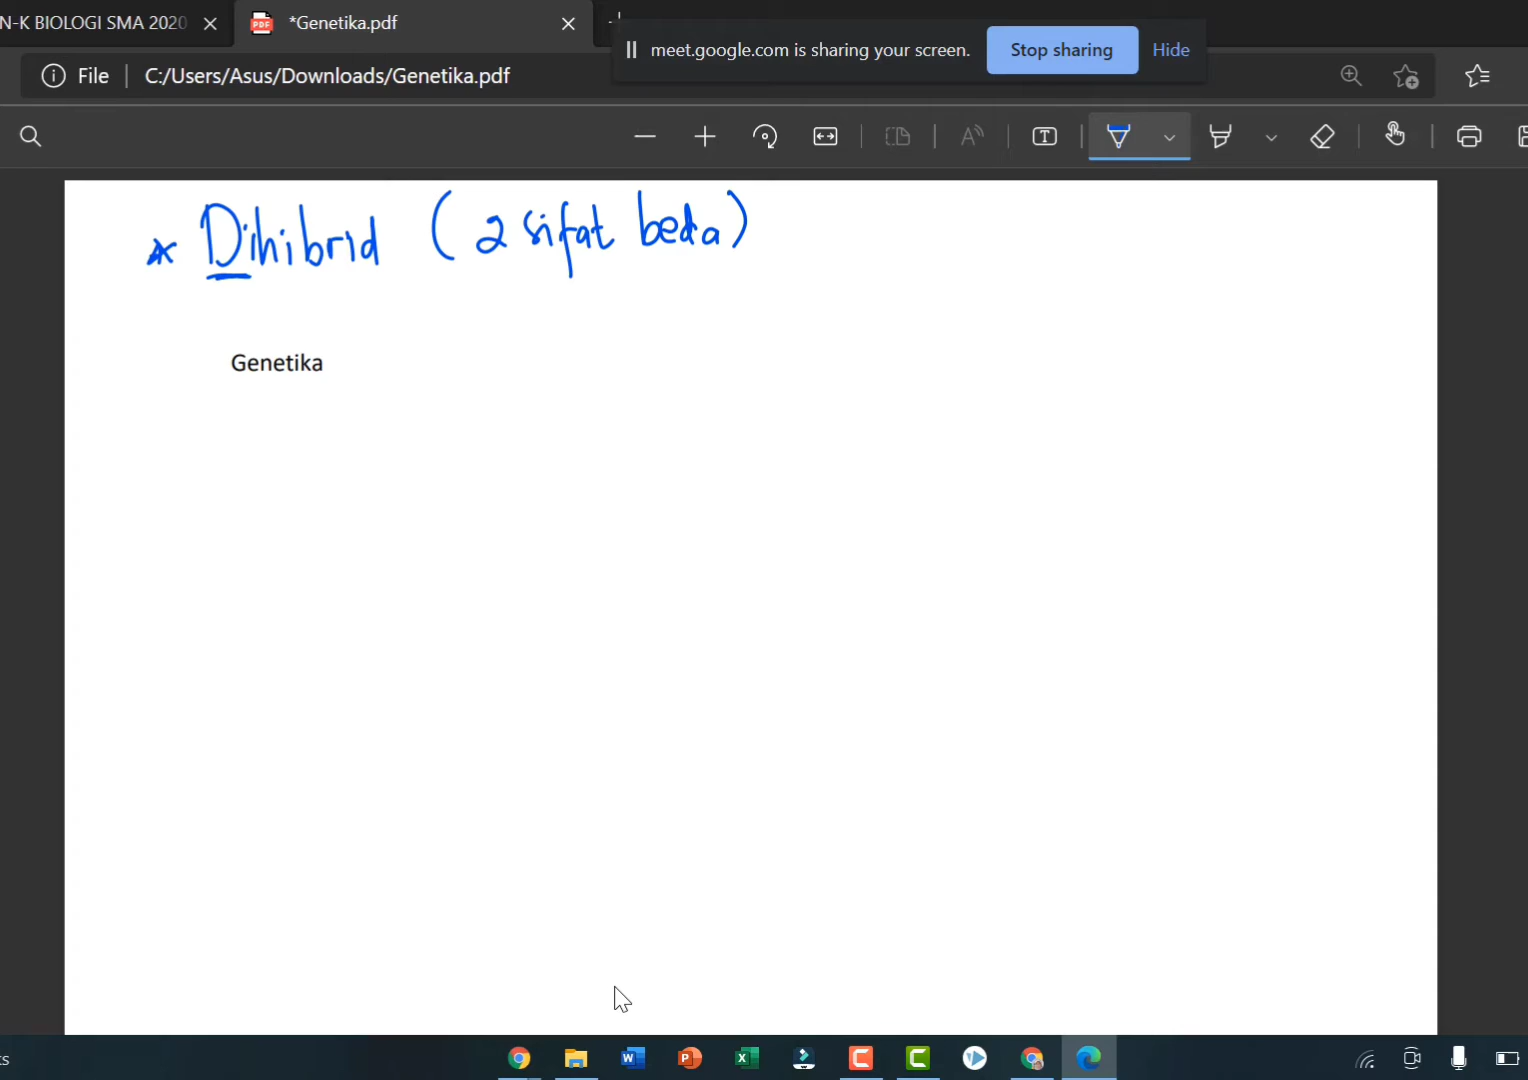 N-K BIOLOGI SMA 2020
*Genetika.pdf
meet.google.com is sharing your screen.
Stop sharing
Hide
File
C:/Users/Asus/Downloads/Genetika.pdf
* Dihibrid (2 sifat beda)
Genetika